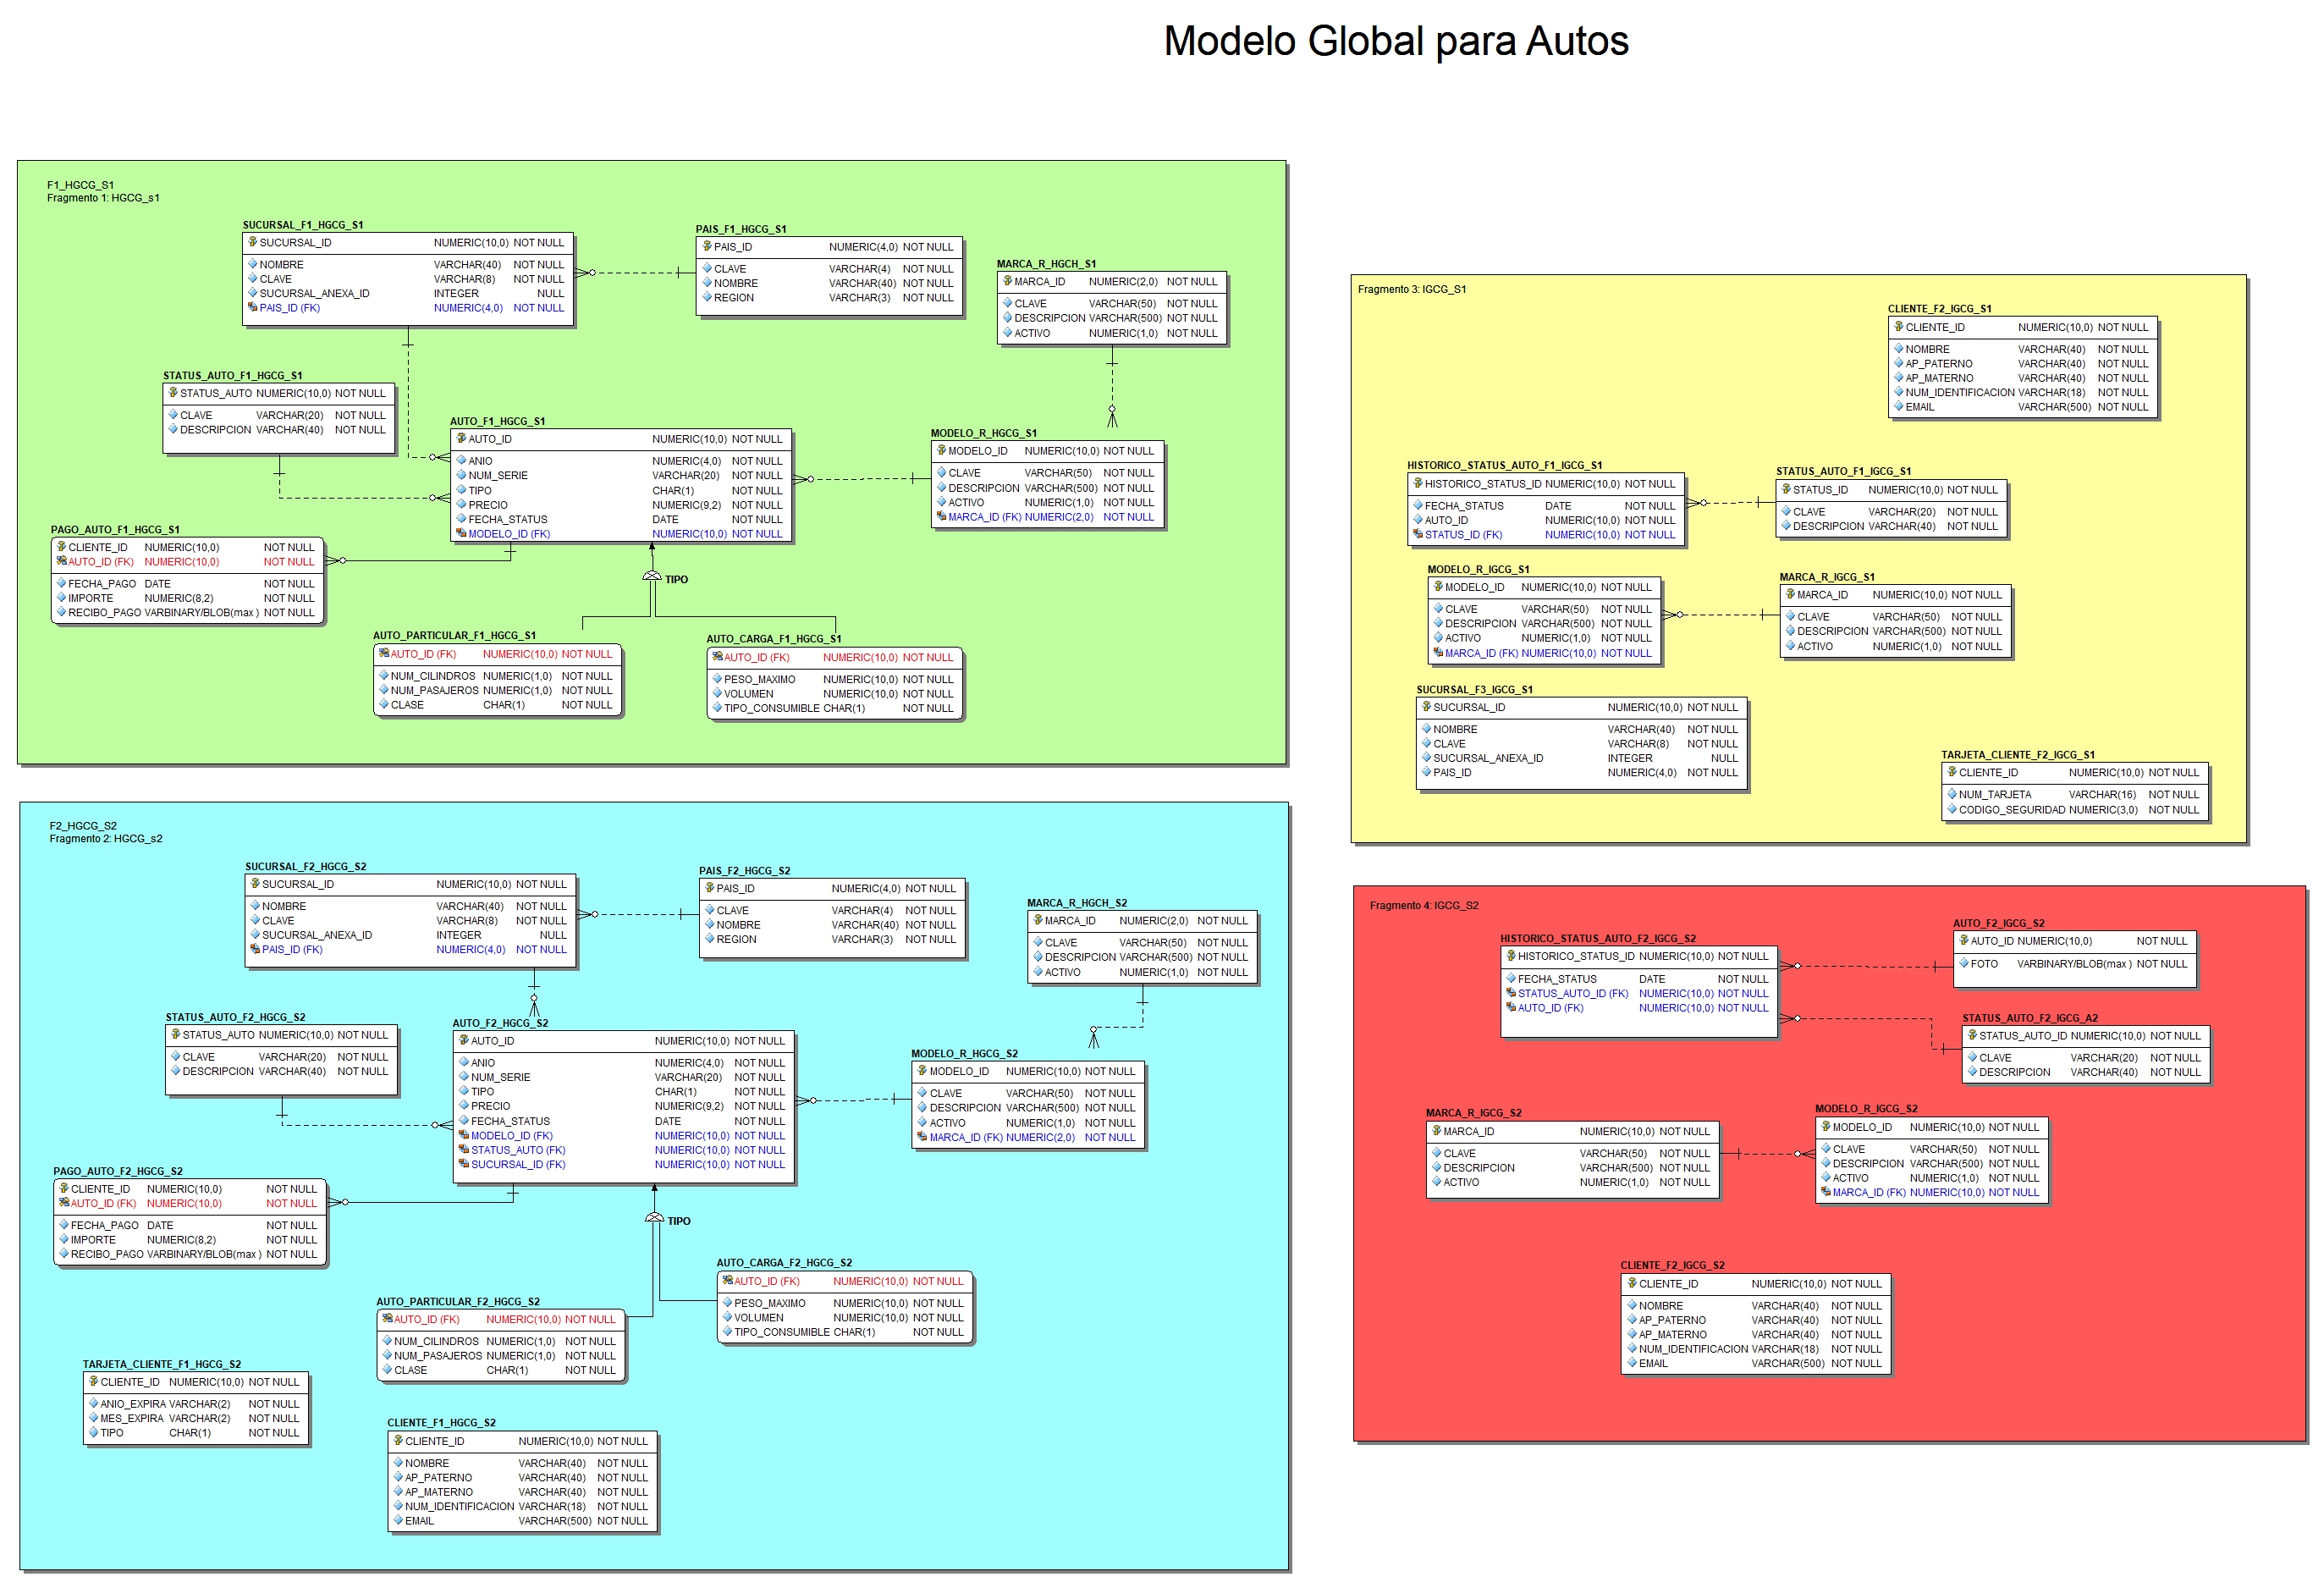 Modelo Global para Autos
F1_HGCG_S1
Fragmento 1: HGCG_s1
SUCURSAL_F1_HGCG_S1
SUCURSAL_ID NUMERIC(10,0) NOT NULL
NOMBRE VARCHAR(40) NOT NULL
CLAVE VARCHAR(8) NOT NULL
SUCURSAL_ANEXA_ID INTEGER NULL
PAIS_ID (FK) NUMERIC(4,0) NOT NULL
PAIS_F1_HGCG_S1
PAIS_ID NUMERIC(4,0) NOT NULL
CLAVE VARCHAR(4) NOT NULL
NOMBRE VARCHAR(40) NOT NULL
REGION VARCHAR(3) NOT NULL
MARCA_R_HGCH_S1
MARCA_ID NUMERIC(2,0) NOT NULL
CLAVE VARCHAR(50) NOT NULL
DESCRIPCION VARCHAR(500) NOT NULL
ACTIVO NUMERIC(1,0) NOT NULL
STATUS_AUTO_F1_HGCG_S1
STATUS_AUTO NUMERIC(10,0) NOT NULL
CLAVE VARCHAR(20) NOT NULL
DESCRIPCION VARCHAR(40) NOT NULL
AUTO_F1_HGCG_S1
AUTO_ID NUMERIC(10,0) NOT NULL
ANIO NUMERIC(4,0) NOT NULL
NUM_SERIE VARCHAR(20) NOT NULL
TIPO CHAR(1) NOT NULL
PRECIO NUMERIC(9,2) NOT NULL
FECHA_STATUS DATE NOT NULL
MODELO_ID (FK) NUMERIC(10,0) NOT NULL
MODELO_R_HGCG_S1
MODELO_ID NUMERIC(10,0) NOT NULL
CLAVE VARCHAR(50) NOT NULL
DESCRIPCION VARCHAR(500) NOT NULL
ACTIVO NUMERIC(1,0) NOT NULL
MARCA_ID (FK) NUMERIC(2,0) NOT NULL
PAGO_AUTO_F1_HGCG_S1
CLIENTE_ID NUMERIC(10,0) NOT NULL
AUTO_ID (FK) NUMERIC(10,0) NOT NULL
FECHA_PAGO DATE NOT NULL
IMPORTE NUMERIC(8,2) NOT NULL
RECIBO_PAGO VARBINARY/BLOB(max ) NOT NULL
TIPO
AUTO_PARTICULAR_F1_HGCG_S1
AUTO_ID (FK) NUMERIC(10,0) NOT NULL
NUM_CILINDROS NUMERIC(1,0) NOT NULL
NUM_PASAJEROS NUMERIC(1,0) NOT NULL
CLASE CHAR(1) NOT NULL
AUTO_CARGA_F1_HGCG_S1
AUTO_ID (FK) NUMERIC(10,0) NOT NULL
PESO_MAXIMO NUMERIC(10,0) NOT NULL
VOLUMEN NUMERIC(10,0) NOT NULL
TIPO_CONSUMIBLE CHAR(1) NOT NULL
Fragmento 3: IGCG_S1
CLIENTE_F2_IGCG_S1
CLIENTE_ID NUMERIC(10,0) NOT NULL
NOMBRE VARCHAR(40) NOT NULL
AP_PATERNO VARCHAR(40) NOT NULL
AP_MATERNO VARCHAR(40) NOT NULL
NUM_IDENTIFICACION VARCHAR(18) NOT NULL
EMAIL VARCHAR(500) NOT NULL
HISTORICO_STATUS_AUTO_F1_IGCG_S1
HISTORICO_STATUS_ID NUMERIC(10,0) NOT NULL
FECHA_STATUS DATE NOT NULL
AUTO_ID NUMERIC(10,0) NOT NULL
STATUS_ID (FK) NUMERIC(10,0) NOT NULL
STATUS_AUTO_F1_IGCG_S1
STATUS_ID NUMERIC(10,0) NOT NULL
CLAVE VARCHAR(20) NOT NULL
DESCRIPCION VARCHAR(40) NOT NULL
MODELO_R_IGCG_S1
MODELO_ID NUMERIC(10,0) NOT NULL
CLAVE VARCHAR(50) NOT NULL
DESCRIPCION VARCHAR(500) NOT NULL
ACTIVO NUMERIC(1,0) NOT NULL
MARCA_ID (FK) NUMERIC(10,0) NOT NULL
MARCA_R_IGCG_S1
MARCA_ID NUMERIC(10,0) NOT NULL
CLAVE VARCHAR(50) NOT NULL
DESCRIPCION VARCHAR(500) NOT NULL
ACTIVO NUMERIC(1,0) NOT NULL
SUCURSAL_F3_IGCG_S1
SUCURSAL_ID NUMERIC(10,0) NOT NULL
NOMBRE VARCHAR(40) NOT NULL
CLAVE VARCHAR(8) NOT NULL
SUCURSAL_ANEXA_ID INTEGER NULL
PAIS_ID NUMERIC(4,0) NOT NULL
TARJETA_CLIENTE_F2_IGCG_S1
CLIENTE_ID NUMERIC(10,0) NOT NULL
NUM_TARJETA VARCHAR(16) NOT NULL
CODIGO_SEGURIDAD NUMERIC(3,0) NOT NULL
F2_HGCG_S2
Fragmento 2: HGCG_s2
SUCURSAL_F2_HGCG_S2
SUCURSAL_ID NUMERIC(10,0) NOT NULL
NOMBRE VARCHAR(40) NOT NULL
CLAVE VARCHAR(8) NOT NULL
SUCURSAL_ANEXA_ID INTEGER NULL
PAIS_ID (FK) NUMERIC(4,0) NOT NULL
PAIS_F2_HGCG_S2
PAIS_ID NUMERIC(4,0) NOT NULL
CLAVE VARCHAR(4) NOT NULL
NOMBRE VARCHAR(40) NOT NULL
REGION VARCHAR(3) NOT NULL
MARCA_R_HGCH_S2
MARCA_ID NUMERIC(2,0) NOT NULL
CLAVE VARCHAR(50) NOT NULL
DESCRIPCION VARCHAR(500) NOT NULL
ACTIVO NUMERIC(1,0) NOT NULL
STATUS_AUTO_F2_HGCG_S2
STATUS_AUTO NUMERIC(10,0) NOT NULL
CLAVE VARCHAR(20) NOT NULL
DESCRIPCION VARCHAR(40) NOT NULL
AUTO_F2_HGCG_S2
AUTO_ID NUMERIC(10,0) NOT NULL
ANIO NUMERIC(4,0) NOT NULL
NUM_SERIE VARCHAR(20) NOT NULL
TIPO CHAR(1) NOT NULL
PRECIO NUMERIC(9,2) NOT NULL
FECHA_STATUS DATE NOT NULL
MODELO_ID (FK) NUMERIC(10,0) NOT NULL
STATUS_AUTO (FK) NUMERIC(10,0) NOT NULL
SUCURSAL_ID (FK) NUMERIC(10,0) NOT NULL
MODELO_R_HGCG_S2
MODELO_ID NUMERIC(10,0) NOT NULL
CLAVE VARCHAR(50) NOT NULL
DESCRIPCION VARCHAR(500) NOT NULL
ACTIVO NUMERIC(1,0) NOT NULL
MARCA_ID (FK) NUMERIC(2,0) NOT NULL
PAGO_AUTO_F2_HGCG_S2
CLIENTE_ID NUMERIC(10,0) NOT NULL
AUTO_ID (FK) NUMERIC(10,0) NOT NULL
FECHA_PAGO DATE NOT NULL
IMPORTE NUMERIC(8,2) NOT NULL
RECIBO_PAGO VARBINARY/BLOB(max ) NOT NULL
TIPO
AUTO_CARGA_F2_HGCG_S2
AUTO_ID (FK) NUMERIC(10,0) NOT NULL
PESO_MAXIMO NUMERIC(10,0) NOT NULL
VOLUMEN NUMERIC(10,0) NOT NULL
TIPO_CONSUMIBLE CHAR(1) NOT NULL
AUTO_PARTICULAR_F2_HGCG_S2
AUTO_ID (FK) NUMERIC(10,0) NOT NULL
NUM_CILINDROS NUMERIC(1,0) NOT NULL
NUM_PASAJEROS NUMERIC(1,0) NOT NULL
CLASE CHAR(1) NOT NULL
TARJETA_CLIENTE_F1_HGCG_S2
CLIENTE_ID NUMERIC(10,0) NOT NULL
ANIO_EXPIRA VARCHAR(2) NOT NULL
MES_EXPIRA VARCHAR(2) NOT NULL
TIPO CHAR(1) NOT NULL
CLIENTE_F1_HGCG_S2
CLIENTE_ID NUMERIC(10,0) NOT NULL
NOMBRE VARCHAR(40) NOT NULL
AP_PATERNO VARCHAR(40) NOT NULL
AP_MATERNO VARCHAR(40) NOT NULL
NUM_IDENTIFICACION VARCHAR(18) NOT NULL
EMAIL VARCHAR(500) NOT NULL
Fragmento 4: IGCG_S2
HISTORICO_STATUS_AUTO_F2_IGCG_S2
HISTORICO_STATUS_ID NUMERIC(10,0) NOT NULL
FECHA_STATUS DATE NOT NULL
STATUS_AUTO_ID (FK) NUMERIC(10,0) NOT NULL
AUTO_ID (FK) NUMERIC(10,0) NOT NULL
AUTO_F2_IGCG_S2
AUTO_ID NUMERIC(10,0) NOT NULL
FOTO VARBINARY/BLOB(max ) NOT NULL
STATUS_AUTO_F2_IGCG_A2
STATUS_AUTO_ID NUMERIC(10,0) NOT NULL
CLAVE VARCHAR(20) NOT NULL
DESCRIPCION VARCHAR(40) NOT NULL
MARCA_R_IGCG_S2
MARCA_ID NUMERIC(10,0) NOT NULL
CLAVE VARCHAR(50) NOT NULL
DESCRIPCION VARCHAR(500) NOT NULL
ACTIVO NUMERIC(1,0) NOT NULL
MODELO_R_IGCG_S2
MODELO_ID NUMERIC(10,0) NOT NULL
CLAVE VARCHAR(50) NOT NULL
DESCRIPCION VARCHAR(500) NOT NULL
ACTIVO NUMERIC(1,0) NOT NULL
MARCA_ID (FK) NUMERIC(10,0) NOT NULL
CLIENTE_F2_IGCG_S2
CLIENTE_ID NUMERIC(10,0) NOT NULL
NOMBRE VARCHAR(40) NOT NULL
AP_PATERNO VARCHAR(40) NOT NULL
AP_MATERNO VARCHAR(40) NOT NULL
NUM_IDENTIFICACION VARCHAR(18) NOT NULL
EMAIL VARCHAR(500) NOT NULL